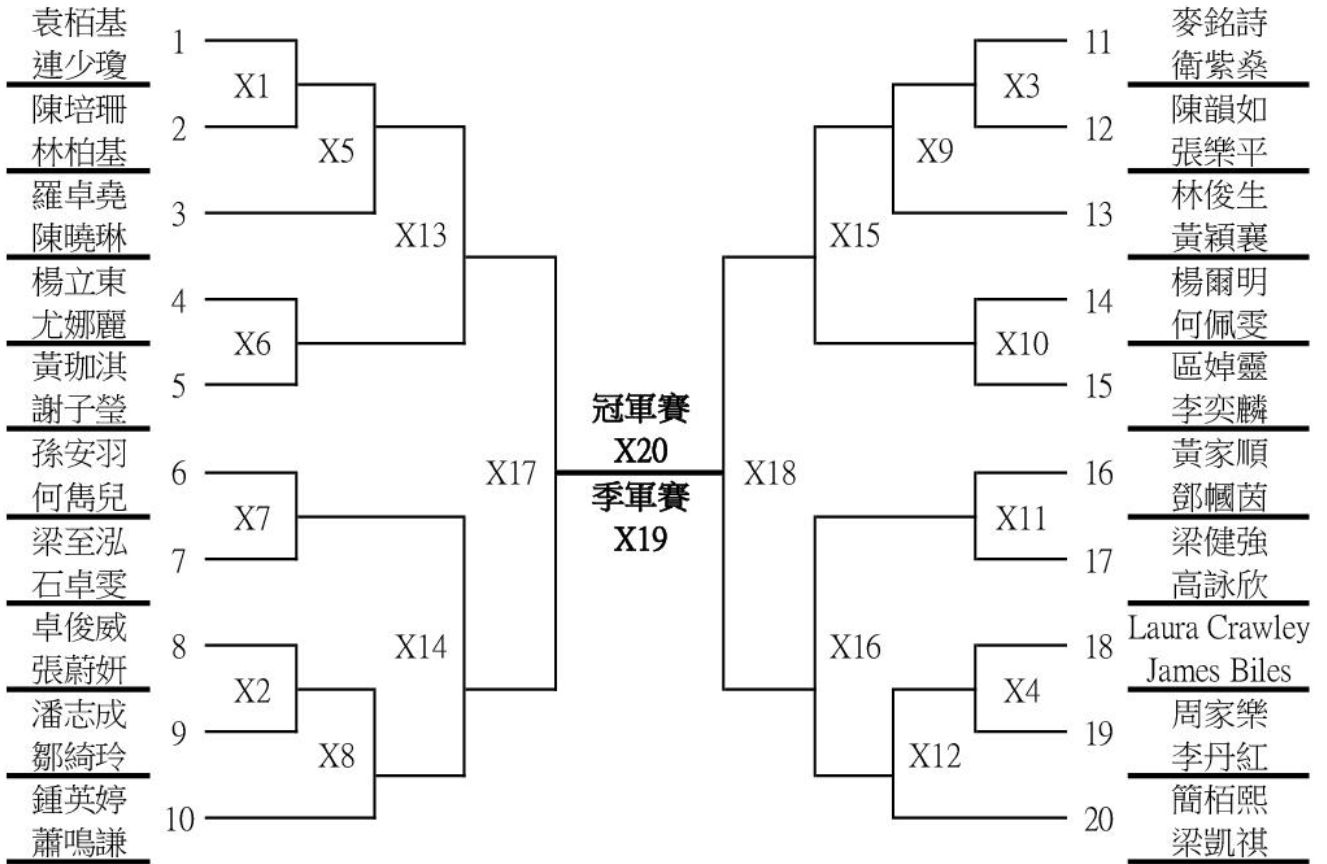 袁栢基
連少瓊
1
陳培珊
林柏基
2
羅卓堯
陳曉琳
3
楊立東
尤娜麗
4
黃珈淇
謝子瑩
5
孫安羽
何雋兒
6
梁至泓
石卓雯
7
卓俊威
張蔚妍
8
潘志成
鄒綺玲
9
鍾英婷
蕭鳴謙
10
X1
X5
X13
X6
X17
X7
X14
X2
X8
冠軍賽
X20
季軍賽
X19
X3
X9
X15
X10
X18
X11
X16
X4
X12
11
麥銘詩
衛紫燊
12
陳韻如
張樂平
13
林俊生
黃穎襄
14
楊爾明
何佩雯
15
區婥靈
李奕麟
16
黃家順
鄧幗茵
17
梁健強
高詠欣
18
Laura Crawley
James Biles
19
周家樂
李丹紅
20
簡栢熙
梁凱祺